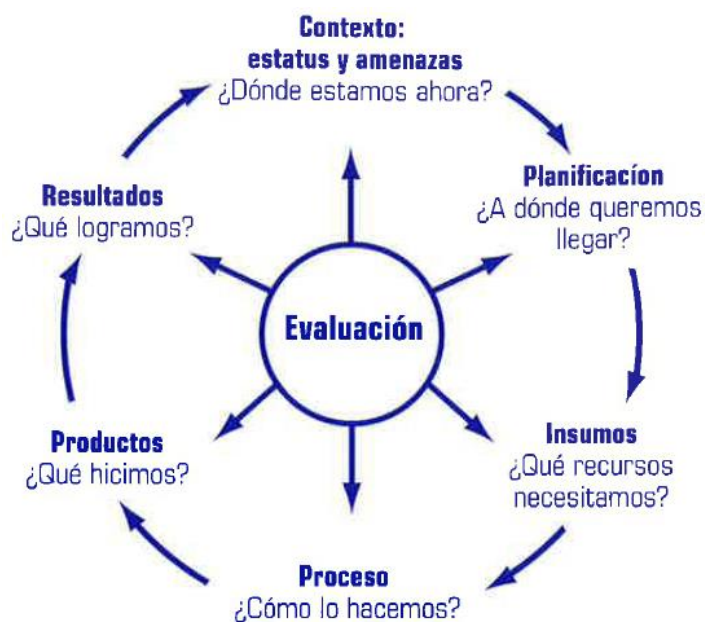 Contexto:
estatus y amenazas
¿Dónde estamos ahora?
Planificacíon
¿A dónde queremos
llegar?
Insumos
¿Qué recursos
necesitamos?
Proceso
¿Cómo lo hacemos?
Productos
¿Qué hicimos?
Resultados
¿Qué logramos?
Evaluación